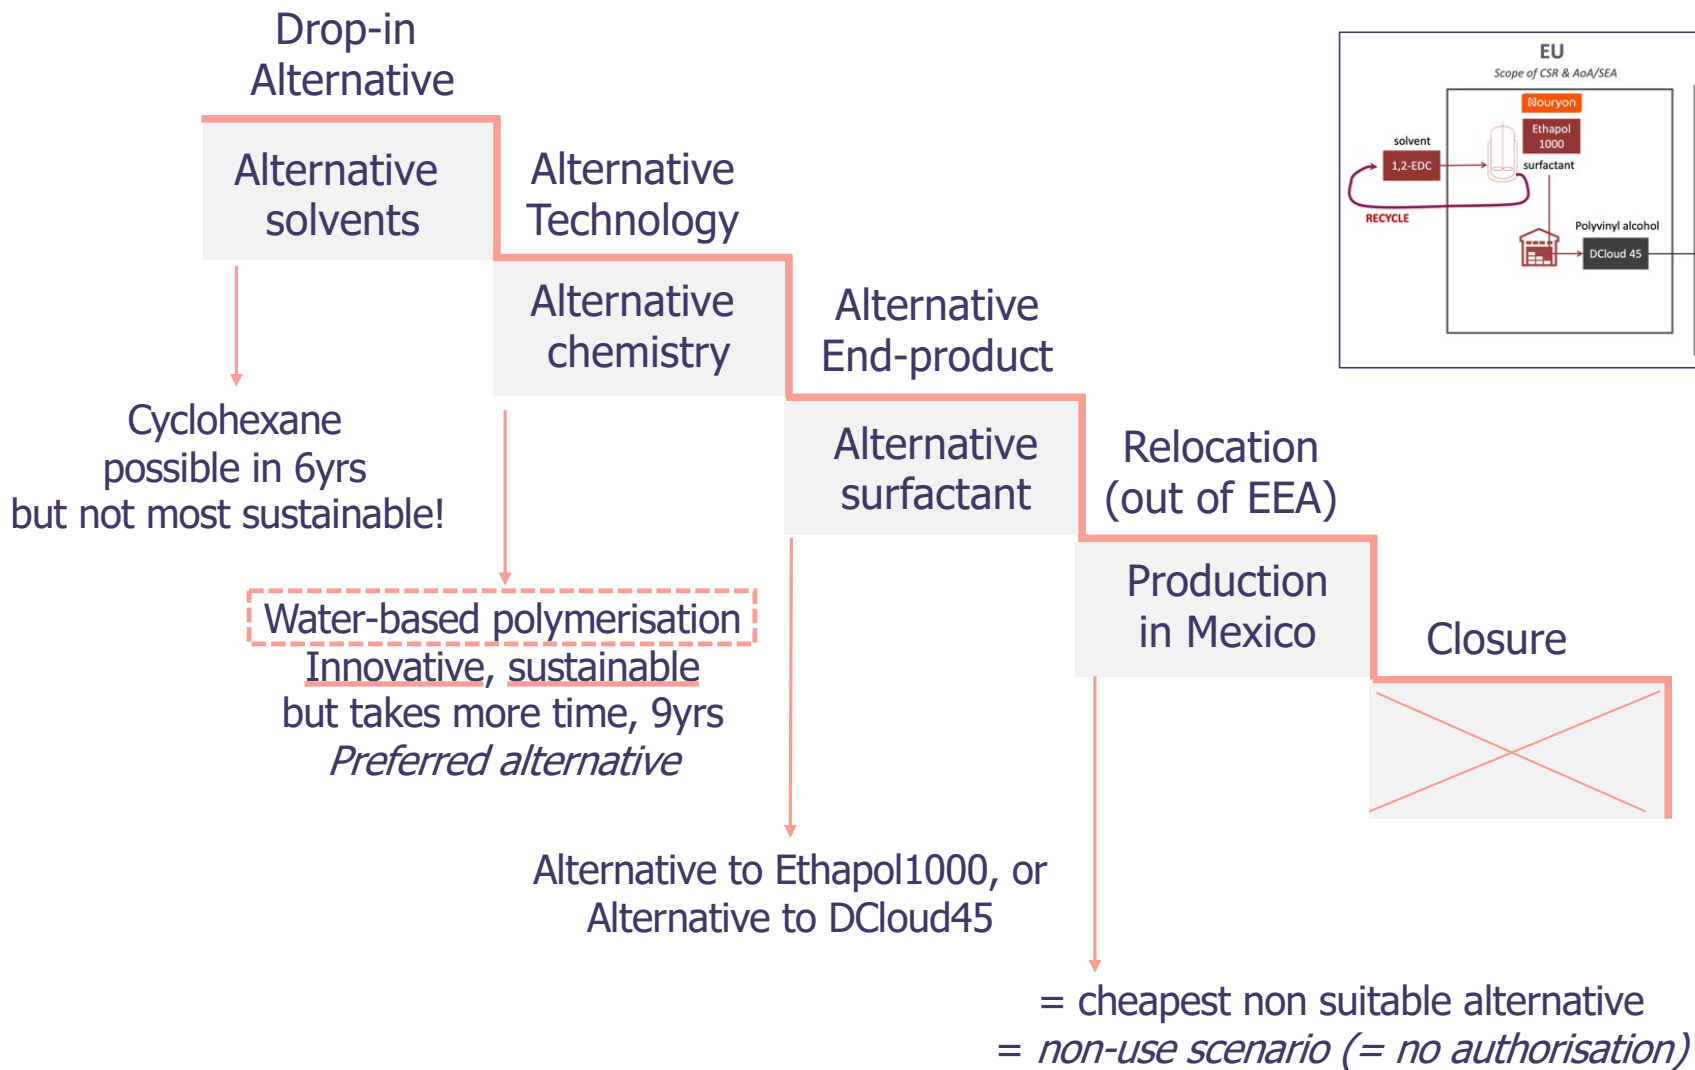 Drop-in
Alternative
Alternative
solvents
Alternative
Technology
Alternative
chemistry
Alternative
End-product
Alternative
surfactant
Relocation
(out of EEA)
Production
in Mexico
Closure
Cyclohexane
possible in 6yrs
but not most sustainable!
Water-based polymerisation
Innovative, sustainable
but takes more time, 9yrs
Preferred alternative
Alternative to Ethapol1000, or
Alternative to DCloud45
= cheapest non suitable alternative
= non-use scenario (= no authorisation)
EU
Scope of CSR & AoA/SEA
Nouryon
Ethapol
1000
surfactant
solvent
1,2-EDC
RECYCLE
Polyvinyl alcohol
DCloud 45